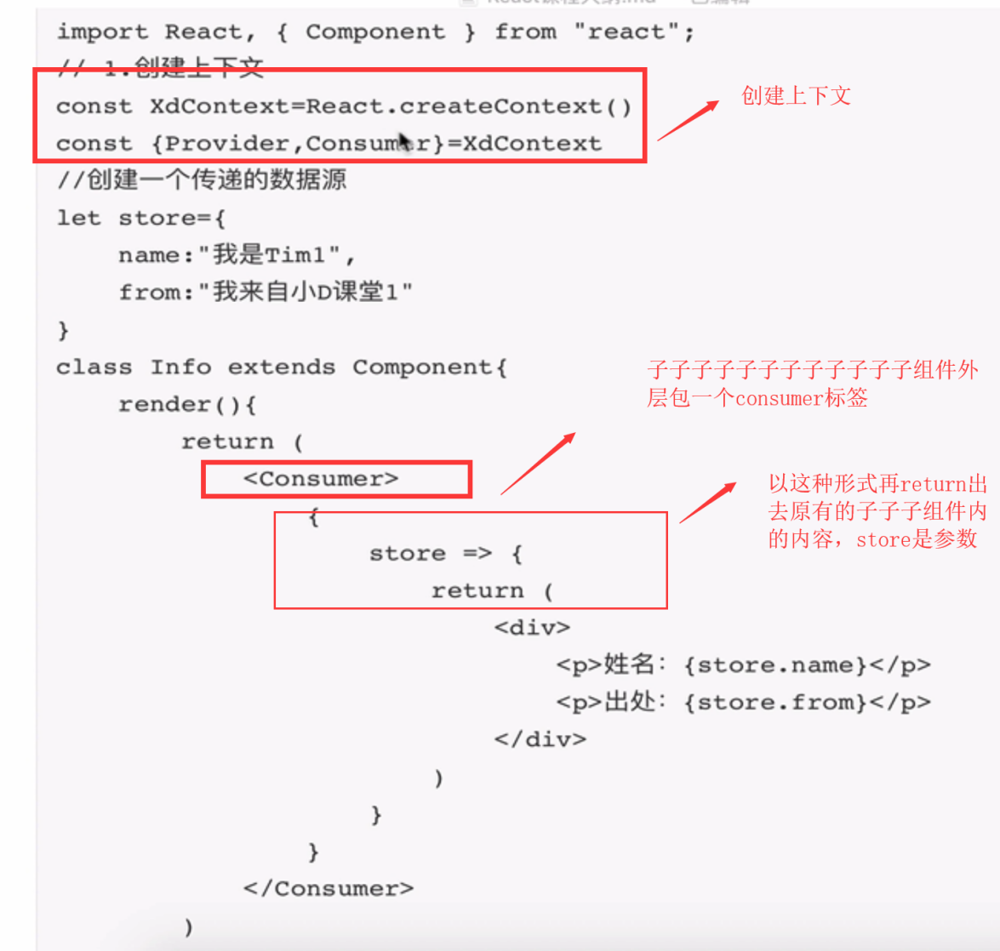 import React, { Component } from "react";
// 1.创建上下文
const XdContext=React.createContext()
创建上下文
const {Provider,Consumer}=XdContext
//创建一个传递的数据源
let store={
name:"我是Tim1",
from:"我来自小D课堂1"
}
class Info extends Component{
子子子子子子子子子子子子组件外
层包一个consumer标签
render(){
return (
<Consumer>
以这种形式再return出
去原有的子子子组件内
的内容，store是参数
{
store => {
return (
<div>
<p>姓名：{store.name}</p>
<p>出处：{store.from}</p>
</div>
)
}
}
</Consumer>
)